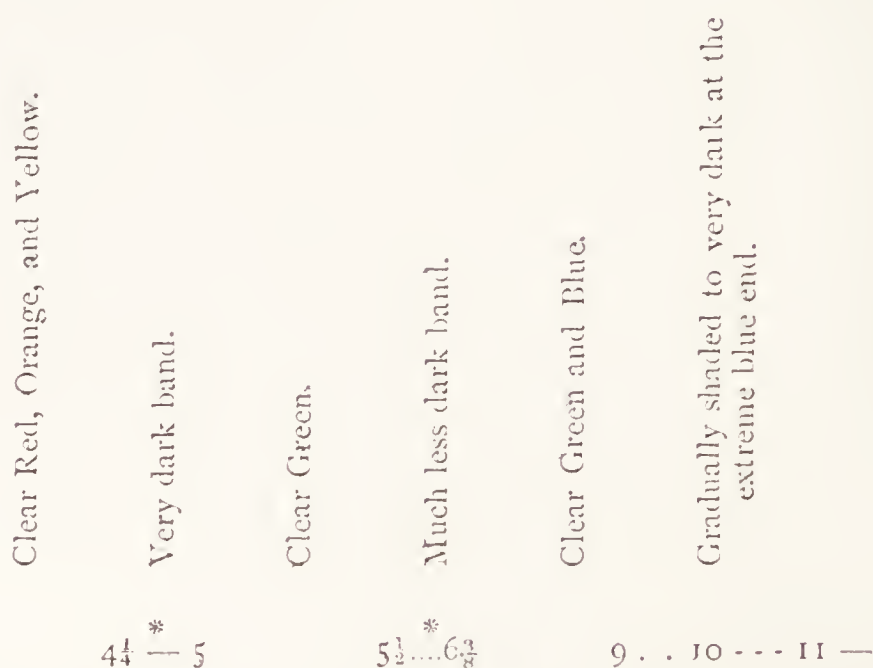 Clear Red, Orange, and Yellow.
Very dark band.
Clear Green.
Much less dark band.
Clear Green and Blue.
Gradually shaded to very dark at the
extreme blue end.
* *
4¼ — 5 5½....6⅜ 9 . . 10 - - - 11 —